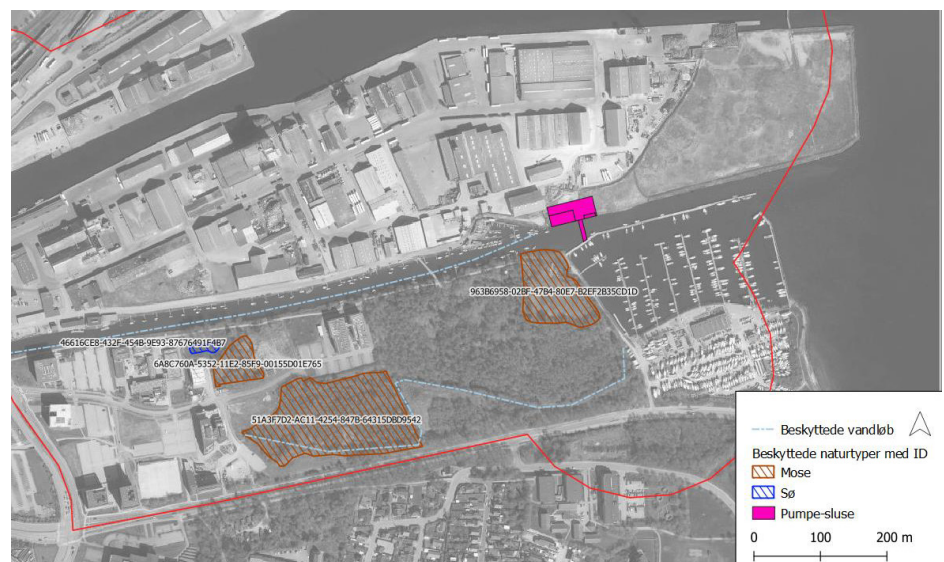 963B6958-02BF-47B4-80E7-B2EF2B35CD1D
46616CE8-432F-454B-9E93-87676491F4B7
6A8C760A-5352-11E2-85F9-00155D01E765
51A3F7D2-AC11-4254-847B-64315DBD9542
Beskyttede vandløb
Beskyttede naturtyper med ID
Mose
Sø
Pumpe-sluse
0 100 200 m